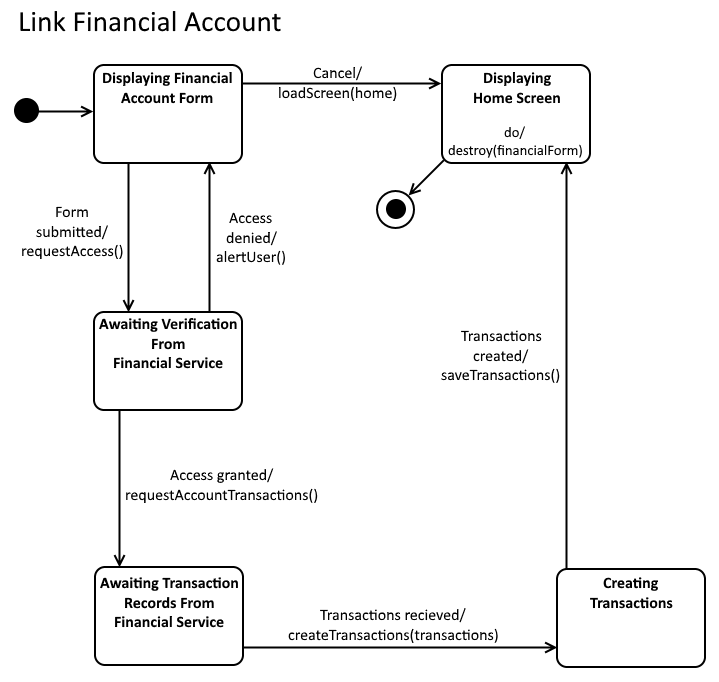 Link Financial Account
Displaying Financial
Account Form
Cancel/
loadScreen(home)
Displaying
Home Screen
do/
destroy(financialForm)
Form
submitted/
requestAccess()
Access
denied/
alertUser()
Awaiting Verification
From
Financial Service
Transactions
created/
saveTransactions()
Access granted/
requestAccountTransactions()
Awaiting Transaction
Records From
Financial Service
Transactions recieved/
createTransactions(transactions)
Creating
Transactions